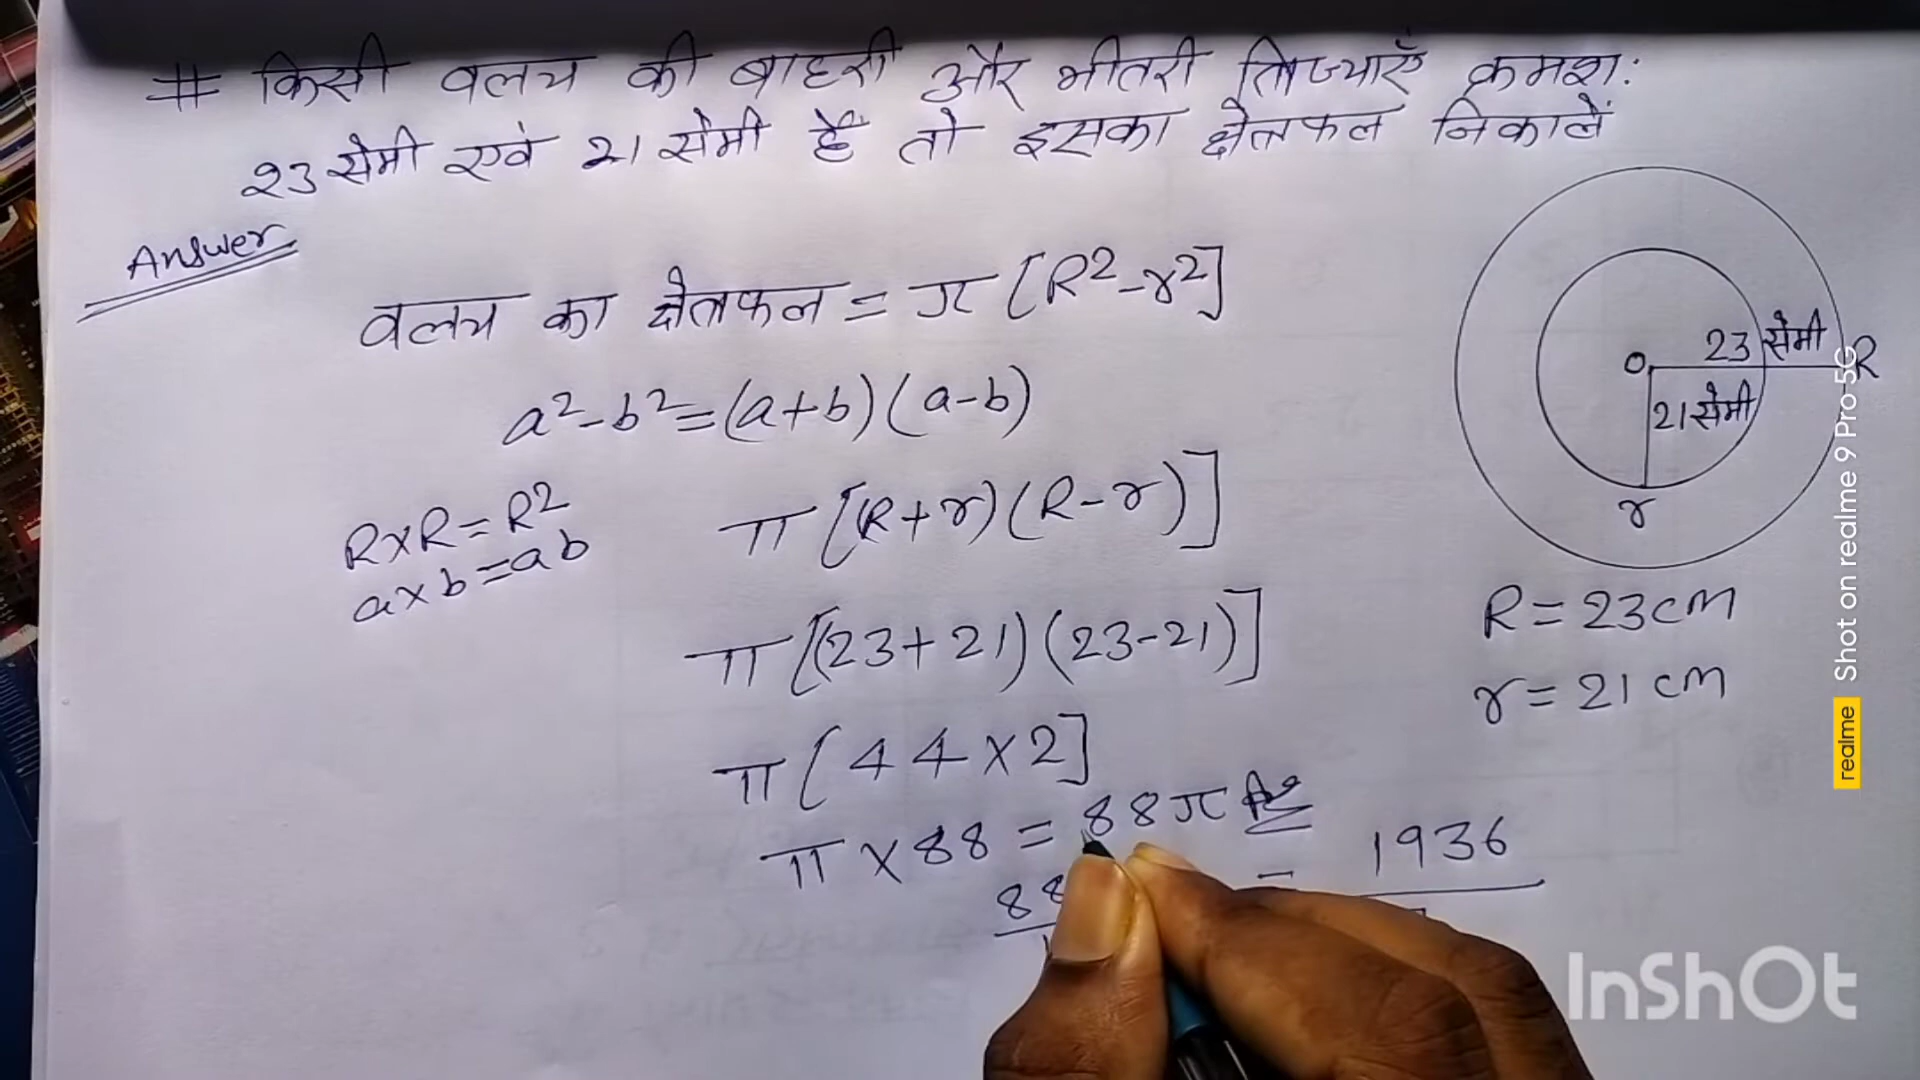 # किसी वलय की बाहरी और भीतरी त्रिज्याएँ क्रमश:
23 सेमी एवं 21 सेमी हैं तो इसका क्षेत्रफल निकालें
Answer
वलय का क्षेत्रफल = π [R²-r²]
a²-b²=(a+b)(a-b)
R×R=R²
a×b=ab
π [(R+r)(R-r)]
π [(23+21)(23-21)]
π [44×2]
π × 88 = 88π
88
= 1936
O 23 सेमी R
21 सेमी
r
R = 23cm
r = 21cm
realme Shot on realme 9 Pro 5G
InShOt